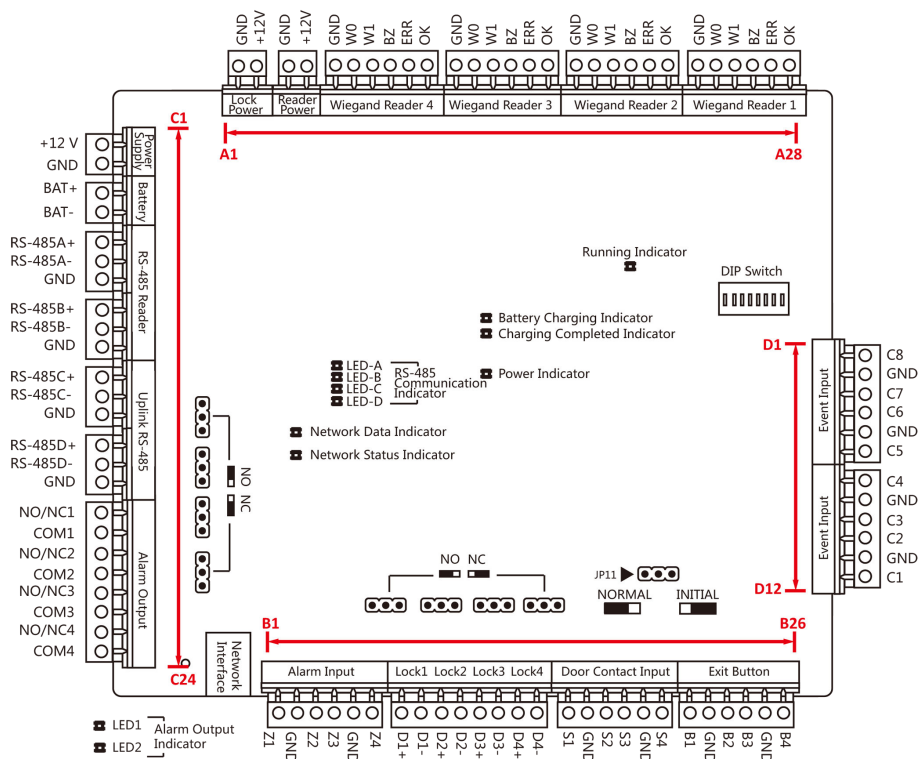 GND +12V GND +12V GND W0 W1 BZ ERR OK GND W0 W1 BZ ERR OK GND W0 W1 BZ ERR OK GND W0 W1 BZ ERR OK
Lock Power
Reader Power
Wiegand Reader 4
Wiegand Reader 3
Wiegand Reader 2
Wiegand Reader 1
A1
A28
C1
+12 V
GND
Power Supply
BAT+
BAT-
Battery
RS-485A+
RS-485A-
GND
RS-485B+
RS-485B-
GND
RS-485 Reader
RS-485C+
RS-485C-
GND
RS-485D+
RS-485D-
GND
Uplink RS-485
NO/NC1
COM1
NO/NC2
COM2
NO/NC3
COM3
NO/NC4
COM4
Alarm Output
C24
Running Indicator
DIP Switch
Battery Charging Indicator
Charging Completed Indicator
Power Indicator
LED-A
LED-B
LED-C
LED-D
RS-485
Communication
Indicator
Network Data Indicator
Network Status Indicator
NO
NC
D1
C8
GND
C7
C6
GND
C5
Event Input
C4
GND
C3
C2
GND
C1
Event Input
D12
NO NC
JP11
NORMAL
INITIAL
B1
B26
Network
Interface
Alarm Input
Lock1 Lock2 Lock3 Lock4
Door Contact Input
Exit Button
Z1 GND Z2 Z3 GND Z4 D1+ D1- D2+ D2- D3+ D3- D4+ D4- S1 GND S2 S3 GND S4 B1 GND B2 B3 GND B4
LED1
LED2
Alarm Output
Indicator